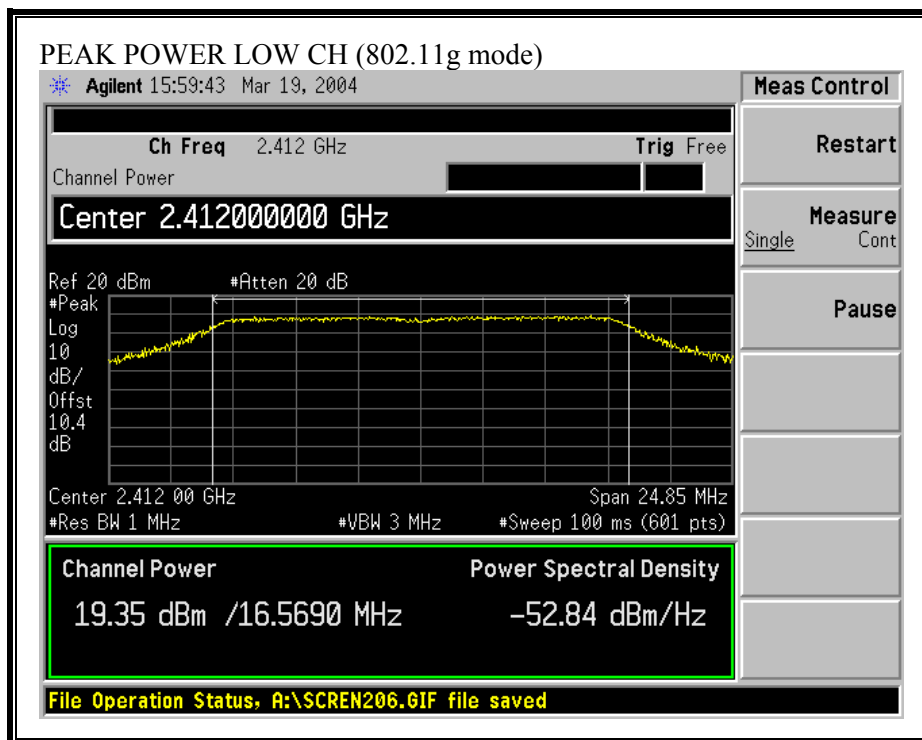 PEAK POWER LOW CH (802.11g mode)
Agilent 15:59:43 Mar 19, 2004
Meas Control
Ch Freq 2.412 GHz Trig Free
Channel Power
Center 2.412000000 GHz
Restart
Measure
Single Cont
Pause
Ref 20 dBm #Atten 20 dB
#Peak
Log
10
dB/
Offst
10.4
dB
Center 2.412 00 GHz Span 24.85 MHz
#Res BW 1 MHz #VBW 3 MHz #Sweep 100 ms (601 pts)
Channel Power Power Spectral Density
19.35 dBm /16.5690 MHz -52.84 dBm/Hz
File Operation Status, A:\SCREN206.GIF file saved